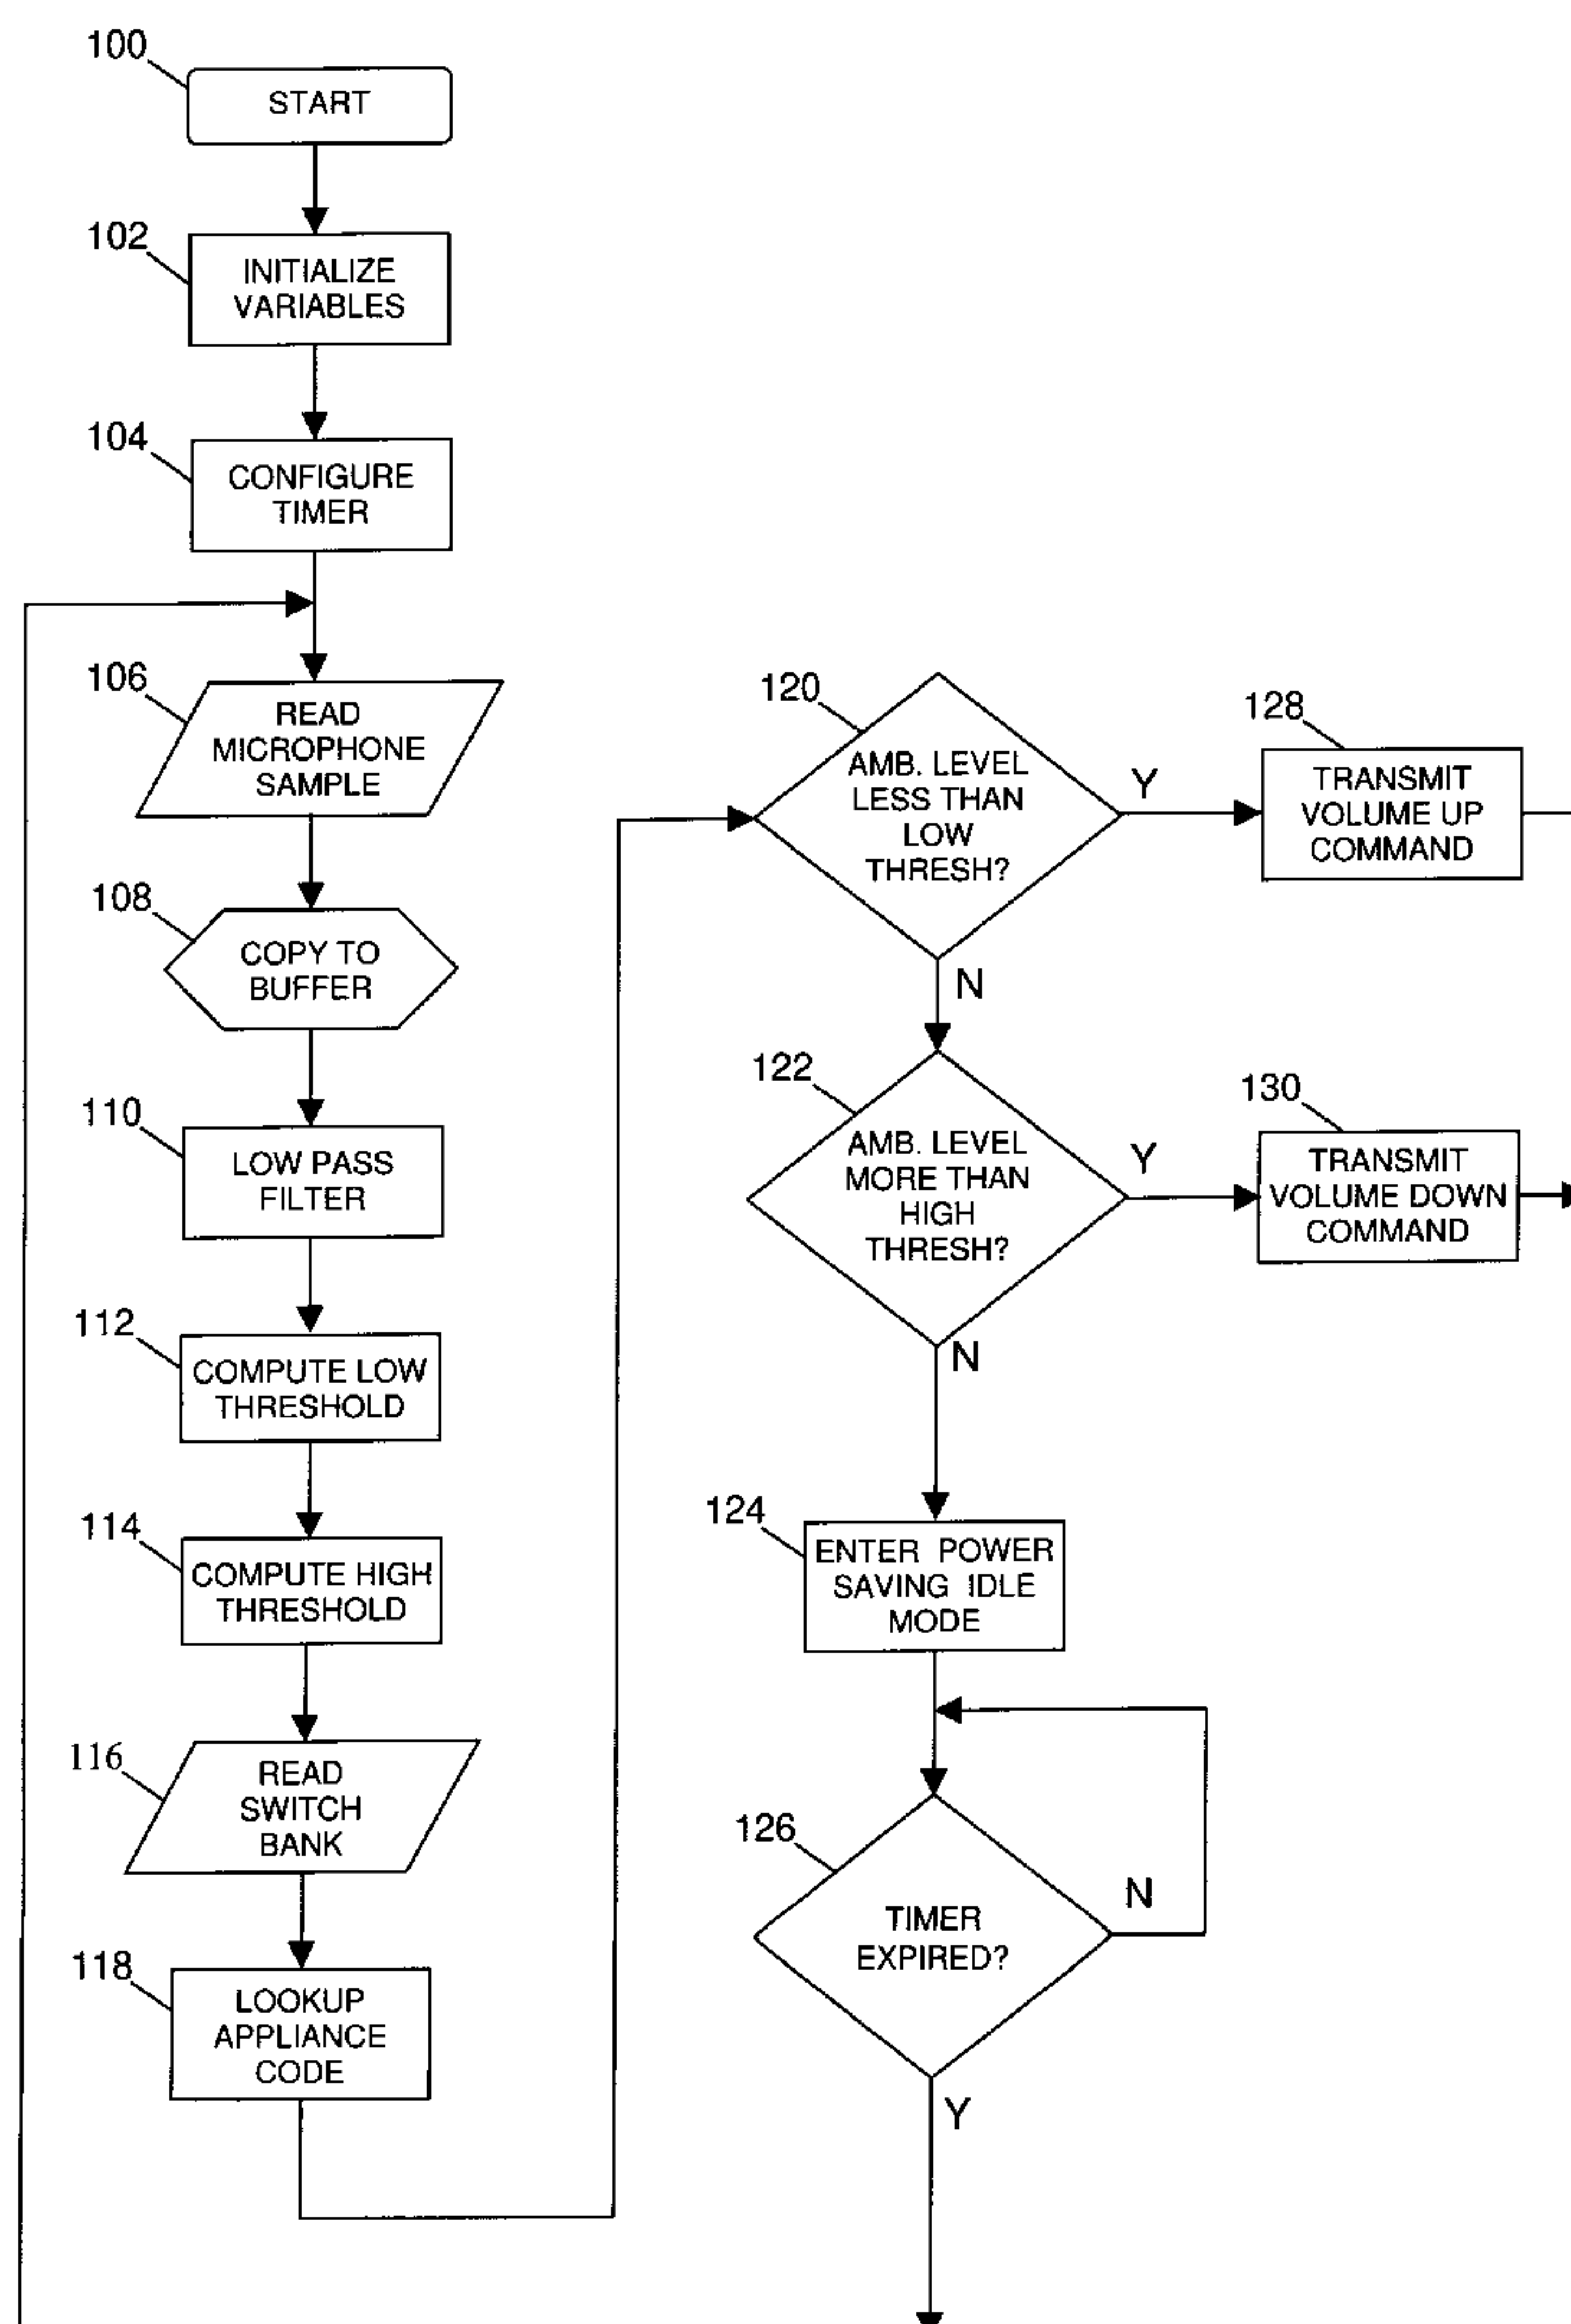 100
START
102
INITIALIZE
VARIABLES
104
CONFIGURE
TIMER
106
READ
MICROPHONE
SAMPLE
108
COPY TO
BUFFER
110
LOW PASS
FILTER
112
COMPUTE LOW
THRESHOLD
114
COMPUTE HIGH
THRESHOLD
116
READ
SWITCH
BANK
118
LOOKUP
APPLIANCE
CODE
120
AMB. LEVEL
LESS THAN
LOW
THRESH?
Y
N
128
TRANSMIT
VOLUME UP
COMMAND
122
AMB. LEVEL
MORE THAN
HIGH
THRESH?
Y
N
130
TRANSMIT
VOLUME DOWN
COMMAND
124
ENTER POWER
SAVING IDLE
MODE
126
TIMER
EXPIRED?
N
Y